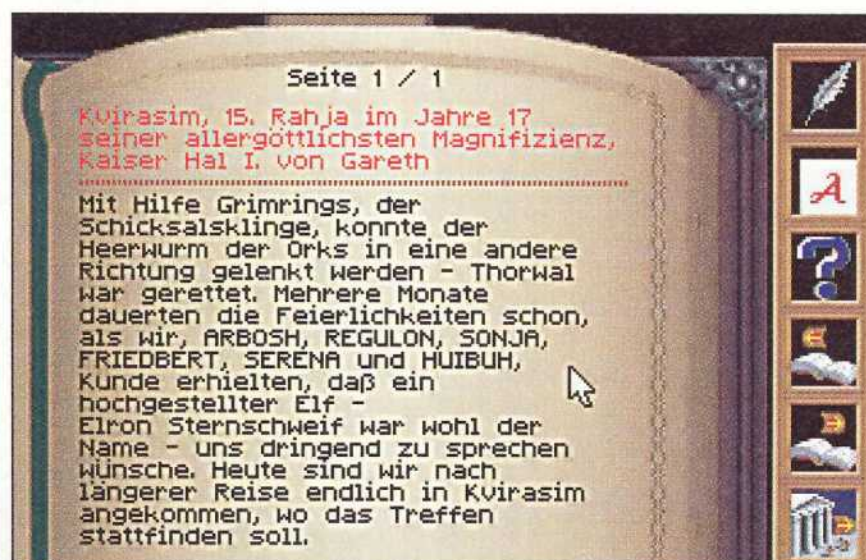 Seite 1 / 1
Kvirasim, 15. Rahja im Jahre 17
seiner allergöttlichsten Magnifizienz,
Kaiser Hal I. von Gareth
Mit Hilfe Grimrings, der
Schicksalsklinge, konnte der
Heerwurm der Orks in eine andere
Richtung gelenkt werden - Thorwal
war gerettet. Mehrere Monate
dauerten die Feierlichkeiten schon,
als wir, ARBOSH, REGULON, SONJA,
FRIEDBERT, SERENA und HUIBUH,
Kunde erhielten, daß ein
hochgestellter Elf -
Elron Sternschweif war wohl der
Name - uns dringend zu sprechen
wünsche. Heute sind wir nach
längerer Reise endlich in Kvirasim
angekommen, wo das Treffen
stattfinden soll.
A
?